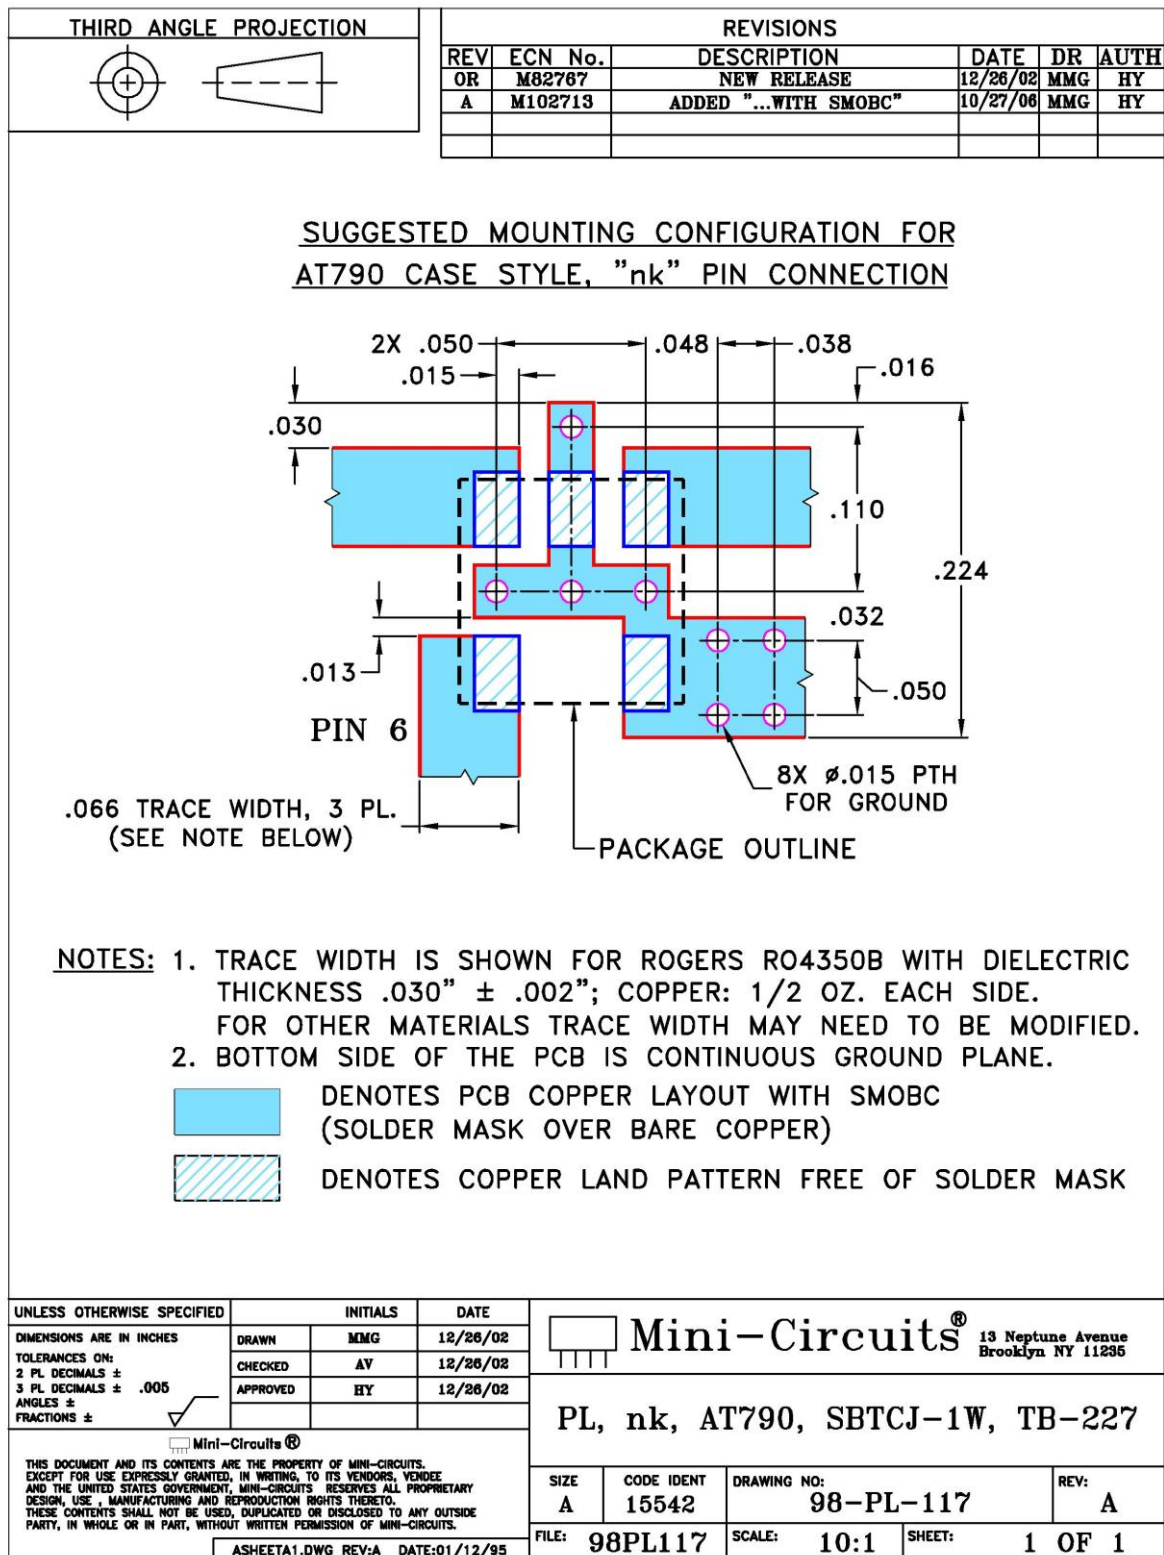 THIRD ANGLE PROJECTION
REVISIONS
REV ECN No. DESCRIPTION DATE DR AUTH
OR M82767 NEW RELEASE 12/26/02 MMG HY
A M102713 ADDED "...WITH SMOBC" 10/27/06 MMG HY
SUGGESTED MOUNTING CONFIGURATION FOR
AT790 CASE STYLE, "nk" PIN CONNECTION
2X .050 .048 .038
.015 .016
.030
.110
.224
.032
.013
.050
PIN 6
8X ø.015 PTH
FOR GROUND
.066 TRACE WIDTH, 3 PL.
(SEE NOTE BELOW)
PACKAGE OUTLINE
NOTES: 1. TRACE WIDTH IS SHOWN FOR ROGERS RO4350B WITH DIELECTRIC
THICKNESS .030" ± .002"; COPPER: 1/2 OZ. EACH SIDE.
FOR OTHER MATERIALS TRACE WIDTH MAY NEED TO BE MODIFIED.
2. BOTTOM SIDE OF THE PCB IS CONTINUOUS GROUND PLANE.
DENOTES PCB COPPER LAYOUT WITH SMOBC
(SOLDER MASK OVER BARE COPPER)
DENOTES COPPER LAND PATTERN FREE OF SOLDER MASK
UNLESS OTHERWISE SPECIFIED
DIMENSIONS ARE IN INCHES
TOLERANCES ON:
2 PL DECIMALS ±
3 PL DECIMALS ± .005
ANGLES ±
FRACTIONS ±
INITIALS DATE
DRAWN MMG 12/26/02
CHECKED AV 12/26/02
APPROVED HY 12/26/02
Mini-Circuits ®
THIS DOCUMENT AND ITS CONTENTS ARE THE PROPERTY OF MINI-CIRCUITS.
EXCEPT FOR USE EXPRESSLY GRANTED, IN WRITING, TO ITS VENDORS, VENDEE
AND THE UNITED STATES GOVERNMENT, MINI-CIRCUITS RESERVES ALL PROPRIETARY
DESIGN, USE , MANUFACTURING AND REPRODUCTION RIGHTS THERETO.
THESE CONTENTS SHALL NOT BE USED, DUPLICATED OR DISCLOSED TO ANY OUTSIDE
PARTY, IN WHOLE OR IN PART, WITHOUT WRITTEN PERMISSION OF MINI-CIRCUITS.
ASHEETA1.DWG REV:A DATE:01/12/95
Mini-Circuits®
13 Neptune Avenue
Brooklyn NY 11235
PL, nk, AT790, SBTCJ-1W, TB-227
SIZE CODE IDENT DRAWING NO: REV:
A 15542 98-PL-117 A
FILE: 98PL117 SCALE: 10:1 SHEET: 1 OF 1